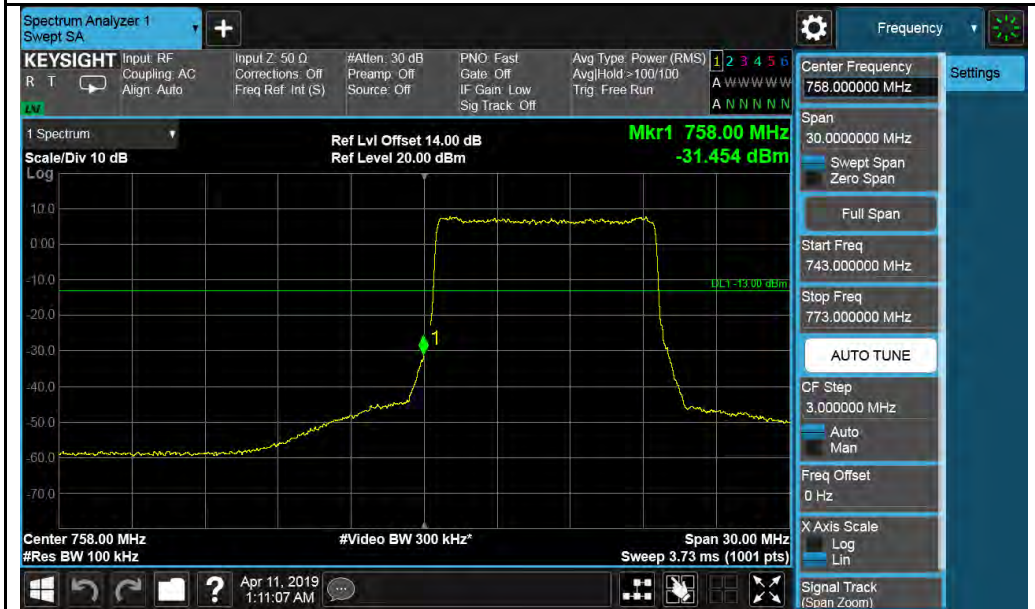 Spectrum Analyzer 1
Swept SA
+
Frequency
KEYSIGHT
R T
LV
Input: RF
Coupling: AC
Align: Auto
Input Z: 50 Ω
Corrections: Off
Freq Ref: Int (S)
#Atten: 30 dB
Preamp: Off
Source: Off
PNO: Fast
Gate: Off
IF Gain: Low
Sig Track: Off
Avg Type: Power (RMS)
Avg|Hold >100/100
Trig: Free Run
1 2 3 4 5 6
A W W W W W
A N N N N N
1 Spectrum
Scale/Div 10 dB
Log
Ref Lvl Offset 14.00 dB
Ref Level 20.00 dBm
Mkr1 758.00 MHz
-31.454 dBm
10.0
0.00
-10.0
-20.0
-30.0
-40.0
-50.0
-60.0
-70.0
DL1 -13.00 dBm
1
Center 758.00 MHz
#Res BW 100 kHz
#Video BW 300 kHz*
Span 30.00 MHz
Sweep 3.73 ms (1001 pts)
Center Frequency
758.000000 MHz
Settings
Span
30.0000000 MHz
Swept Span
Zero Span
Full Span
Start Freq
743.000000 MHz
Stop Freq
773.000000 MHz
AUTO TUNE
CF Step
3.000000 MHz
Auto
Man
Freq Offset
0 Hz
X Axis Scale
Log
Lin
Signal Track
(Span Zoom)
?
Apr 11, 2019
1:11:07 AM